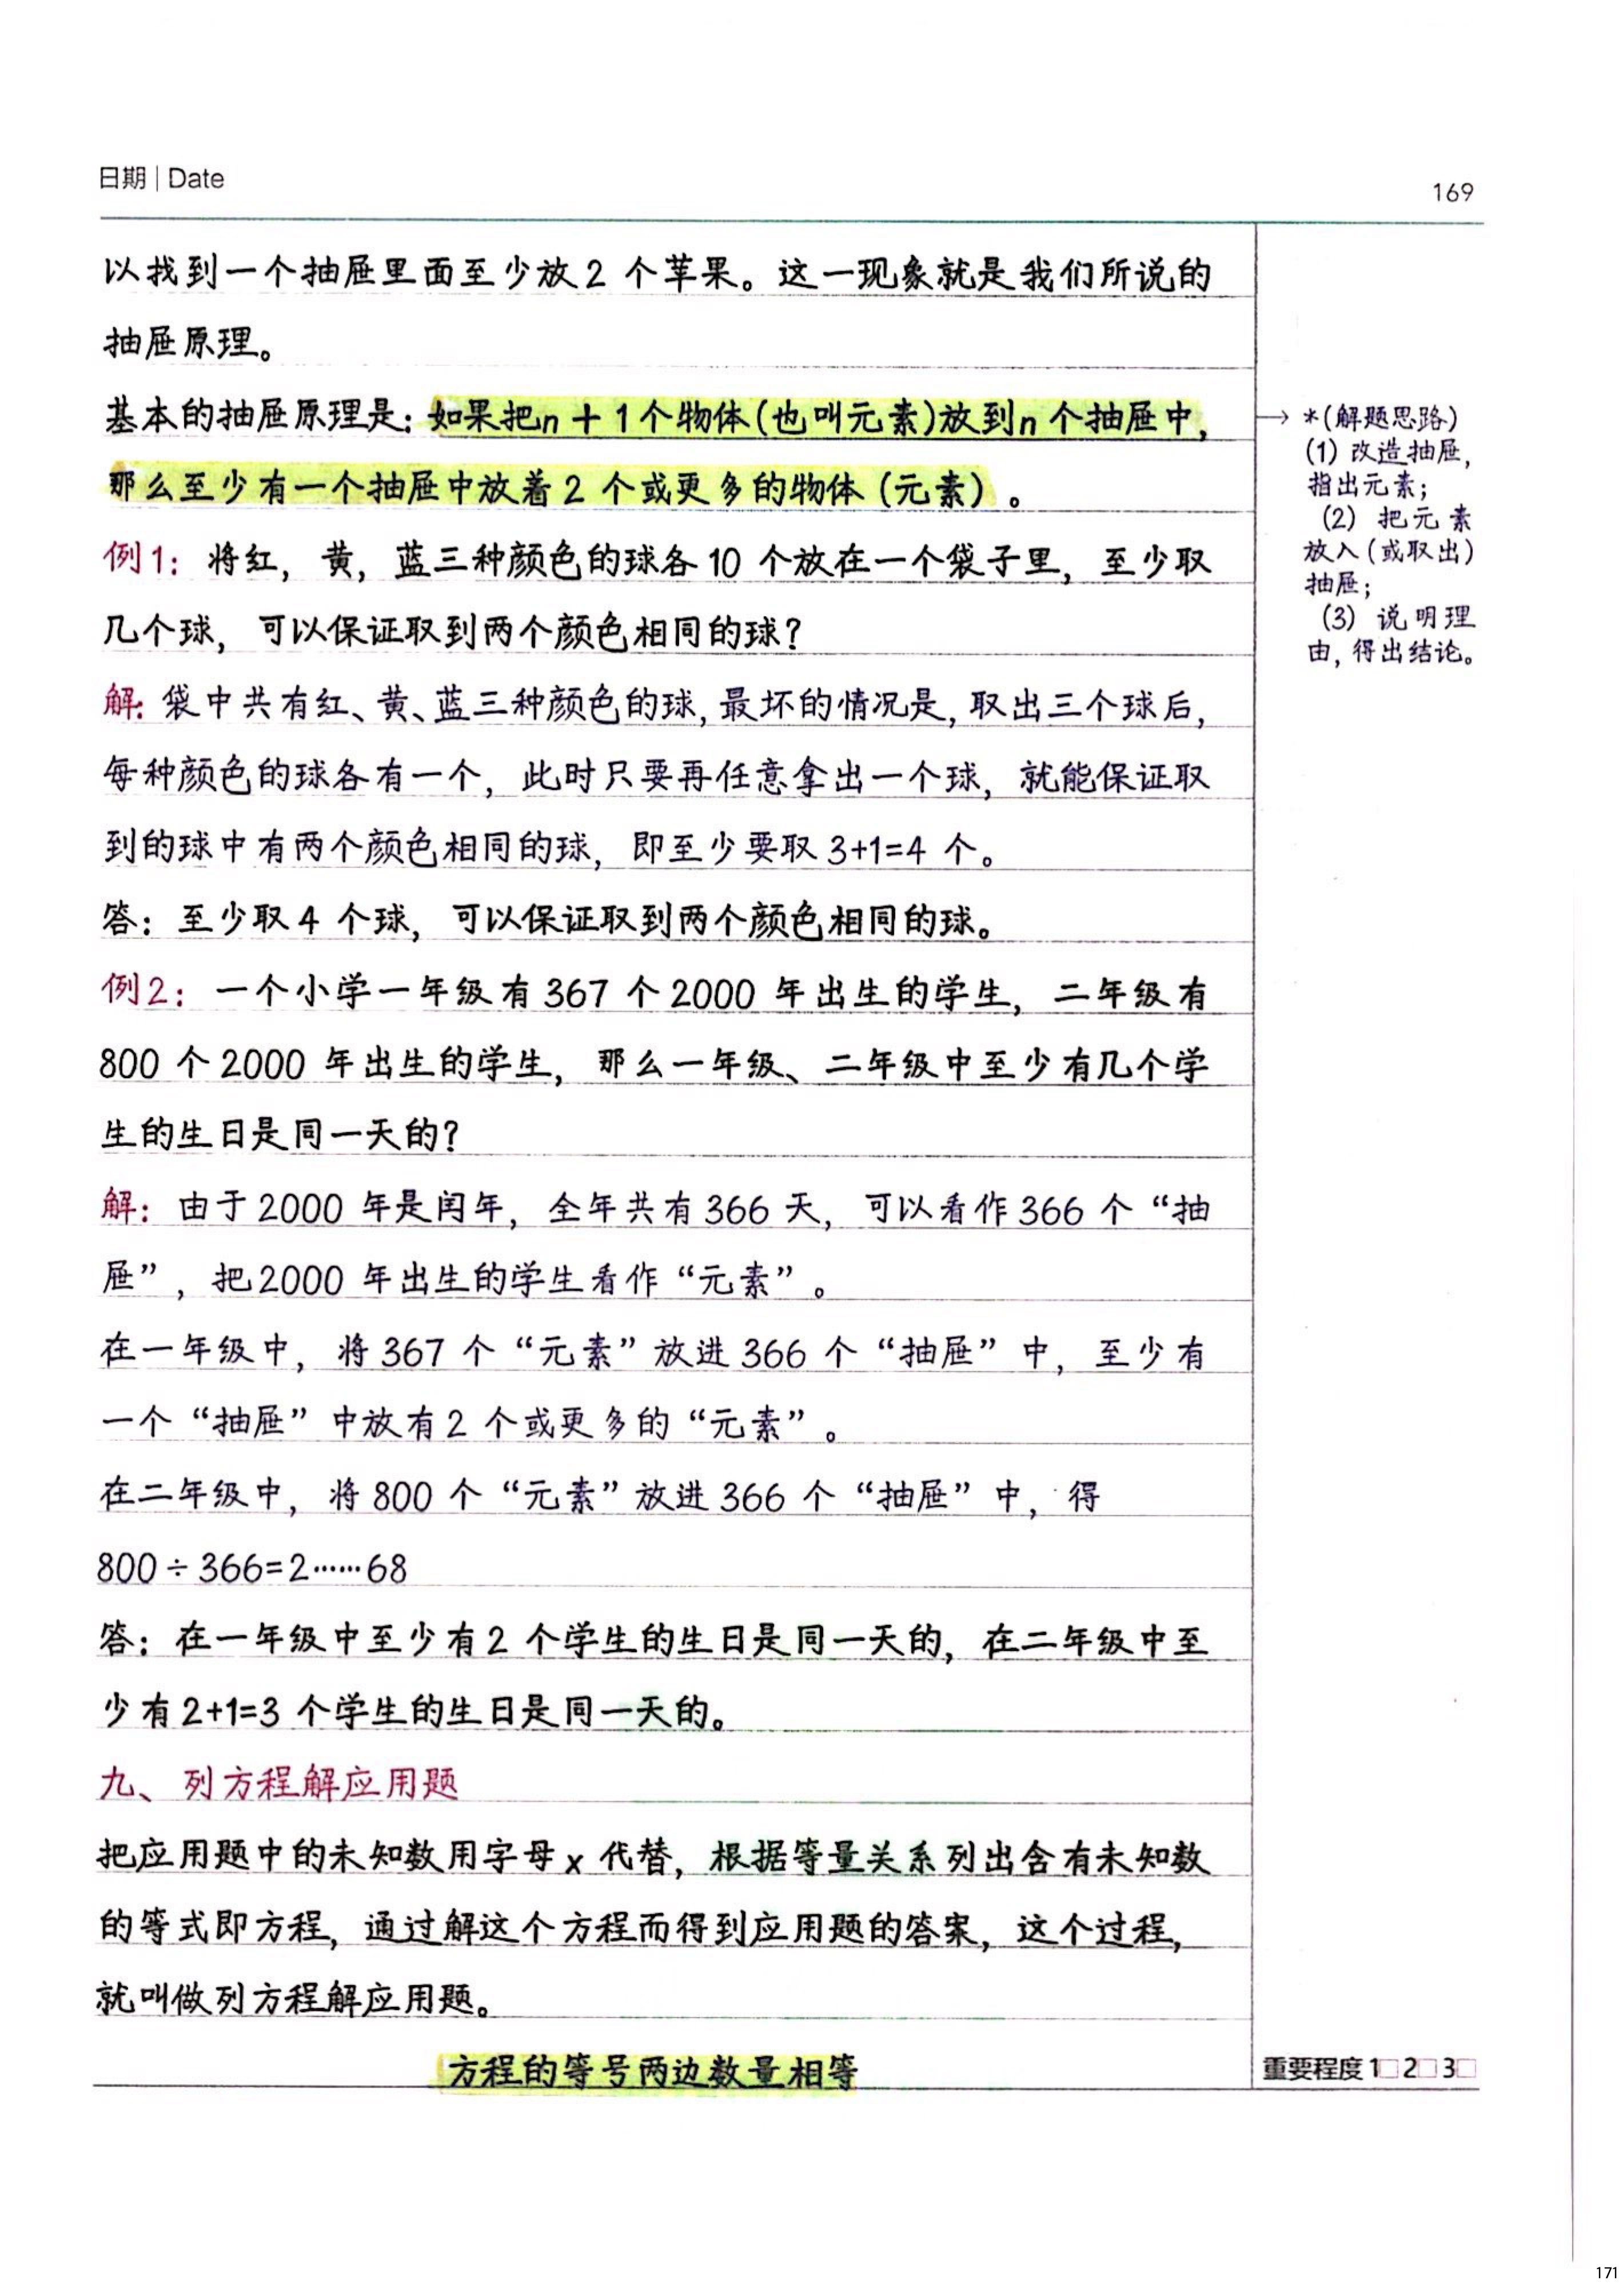 日期 | Date
169
以找到一个抽屉里面至少放2个苹果。这一现象就是我们所说的
抽屉原理。
基本的抽屉原理是：如果把n+1个物体(也叫元素)放到n个抽屉中，
那么至少有一个抽屉中放着2个或更多的物体（元素）。
例1：将红，黄，蓝三种颜色的球各10个放在一个袋子里，至少取
几个球，可以保证取到两个颜色相同的球？
解：袋中共有红、黄、蓝三种颜色的球，最坏的情况是，取出三个球后，
每种颜色的球各有一个，此时只要再任意拿出一个球，就能保证取
到的球中有两个颜色相同的球，即至少要取3+1=4个。
答：至少取4个球，可以保证取到两个颜色相同的球。
例2：一个小学一年级有367个2000年出生的学生，二年级有
800个2000年出生的学生，那么一年级、二年级中至少有几个学
生的生日是同一天的？
解：由于2000年是闰年，全年共有366天，可以看作366个“抽
屉”，把2000年出生的学生看作“元素”。
在一年级中，将367个“元素”放进366个“抽屉”中，至少有
一个“抽屉”中放有2个或更多的“元素”。
在二年级中，将800个“元素”放进366个“抽屉”中，得
800÷366=2……68
答：在一年级中至少有2个学生的生日是同一天的，在二年级中至
少有2+1=3个学生的生日是同一天的。
九、列方程解应用题
把应用题中的未知数用字母x代替，根据等量关系列出含有未知数
的等式即方程，通过解这个方程而得到应用题的答案，这个过程，
就叫做列方程解应用题。
方程的等号两边数量相等
→ *(解题思路)
(1) 改造抽屉，
指出元素；
(2) 把元素
放入(或取出)
抽屉；
(3) 说明理
由，得出结论。
重要程度 1□ 2□ 3□
171